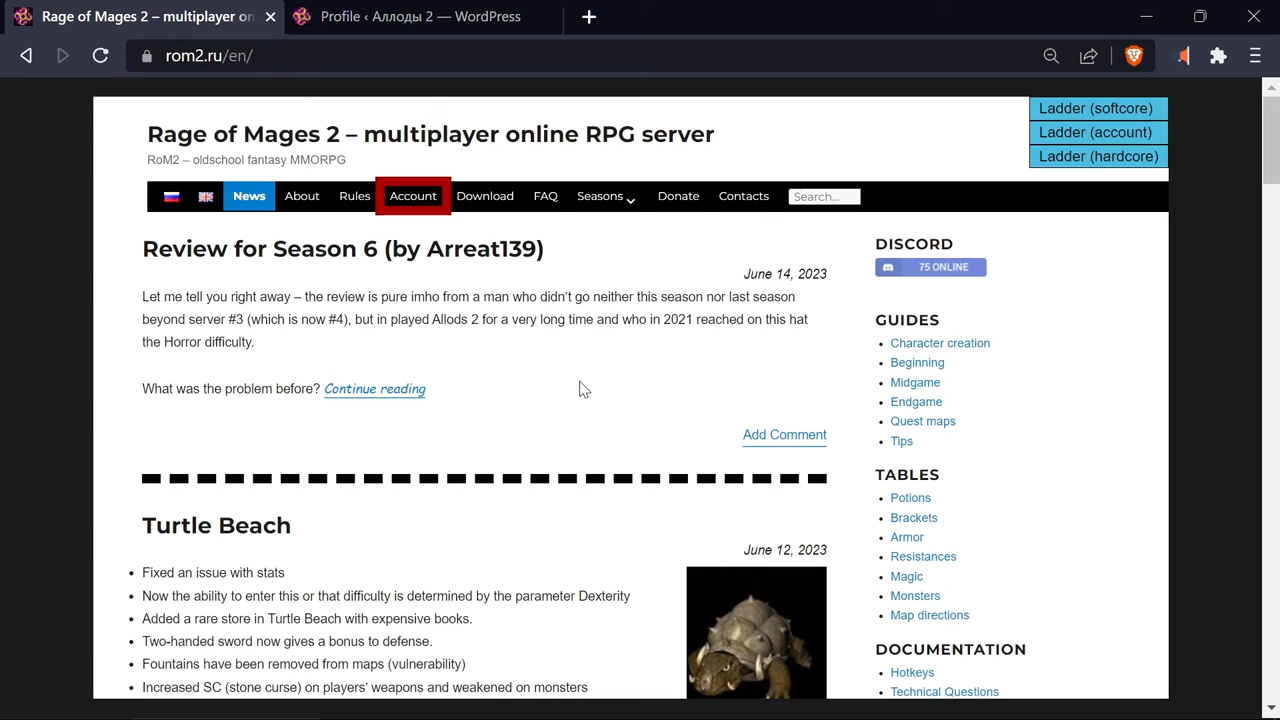 Rage of Mages 2 – multiplayer on
Profile ‹ Аллоды 2 — WordPress
rom2.ru/en/
Ladder (softcore)
Ladder (account)
Ladder (hardcore)
Rage of Mages 2 – multiplayer online RPG server
RoM2 – oldschool fantasy MMORPG
News About Rules Account Download FAQ Seasons Donate Contacts Search...
Review for Season 6 (by Arreat139)
June 14, 2023
Let me tell you right away – the review is pure imho from a man who didn't go neither this season nor last season
beyond server #3 (which is now #4), but in played Allods 2 for a very long time and who in 2021 reached on this hat
the Horror difficulty.
What was the problem before? Continue reading
Add Comment
Turtle Beach
June 12, 2023
Fixed an issue with stats
Now the ability to enter this or that difficulty is determined by the parameter Dexterity
Added a rare store in Turtle Beach with expensive books.
Two-handed sword now gives a bonus to defense.
Fountains have been removed from maps (vulnerability)
Increased SC (stone curse) on players' weapons and weakened on monsters
DISCORD
75 ONLINE
GUIDES
Character creation
Beginning
Midgame
Endgame
Quest maps
Tips
TABLES
Potions
Brackets
Armor
Resistances
Magic
Monsters
Map directions
DOCUMENTATION
Hotkeys
Technical Questions